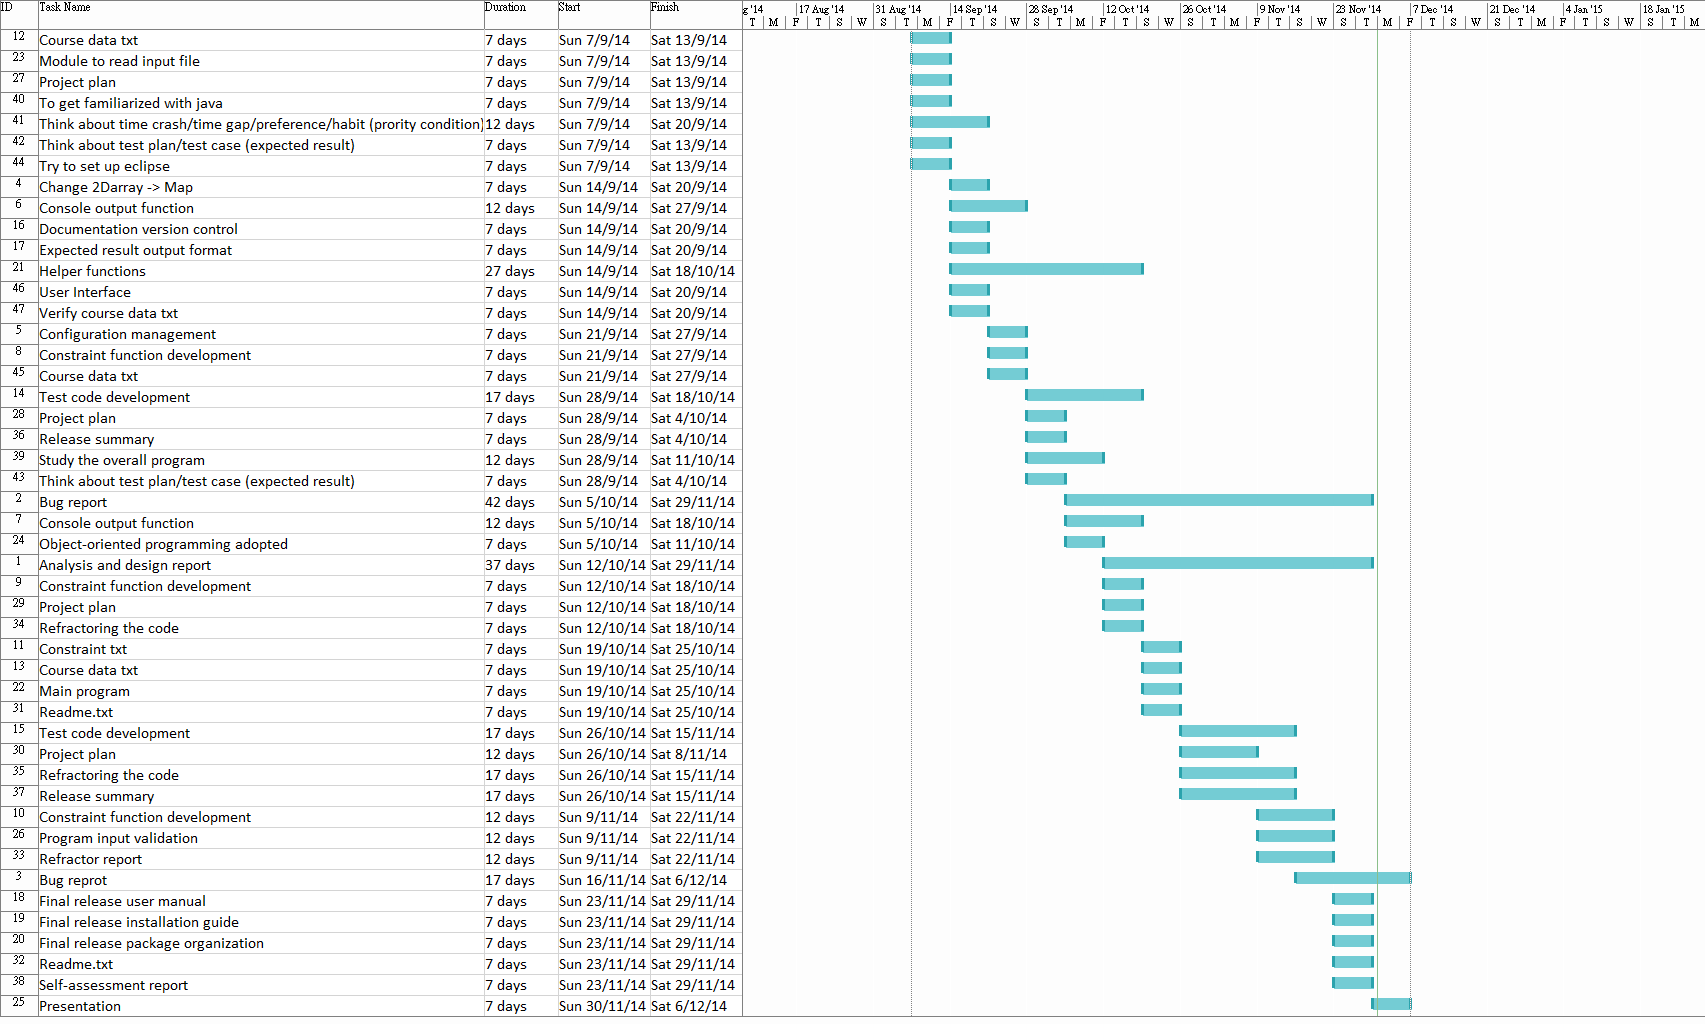 ID Task Name Duration Start Finish g '14 17 Aug '14 31 Aug '14 14 Sep '14 28 Sep '14 12 Oct '14 26 Oct '14 9 Nov '14 23 Nov '14 7 Dec '14 21 Dec '14 4 Jan '15 18 Jan '15
T M F T S W S T M F T S W S T M F T S W S T M F T S W S T M F T S W S T M F T S W S T M
12 Course data txt 7 days Sun 7/9/14 Sat 13/9/14
23 Module to read input file 7 days Sun 7/9/14 Sat 13/9/14
27 Project plan 7 days Sun 7/9/14 Sat 13/9/14
40 To get familiarized with java 7 days Sun 7/9/14 Sat 13/9/14
41 Think about time crash/time gap/preference/habit (prority condition) 12 days Sun 7/9/14 Sat 20/9/14
42 Think about test plan/test case (expected result) 7 days Sun 7/9/14 Sat 13/9/14
44 Try to set up eclipse 7 days Sun 7/9/14 Sat 13/9/14
4 Change 2Darray -> Map 7 days Sun 14/9/14 Sat 20/9/14
6 Console output function 12 days Sun 14/9/14 Sat 27/9/14
16 Documentation version control 7 days Sun 14/9/14 Sat 20/9/14
17 Expected result output format 7 days Sun 14/9/14 Sat 20/9/14
21 Helper functions 27 days Sun 14/9/14 Sat 18/10/14
46 User Interface 7 days Sun 14/9/14 Sat 20/9/14
47 Verify course data txt 7 days Sun 14/9/14 Sat 20/9/14
5 Configuration management 7 days Sun 21/9/14 Sat 27/9/14
8 Constraint function development 7 days Sun 21/9/14 Sat 27/9/14
45 Course data txt 7 days Sun 21/9/14 Sat 27/9/14
14 Test code development 17 days Sun 28/9/14 Sat 18/10/14
28 Project plan 7 days Sun 28/9/14 Sat 4/10/14
36 Release summary 7 days Sun 28/9/14 Sat 4/10/14
39 Study the overall program 12 days Sun 28/9/14 Sat 11/10/14
43 Think about test plan/test case (expected result) 7 days Sun 28/9/14 Sat 4/10/14
2 Bug report 42 days Sun 5/10/14 Sat 29/11/14
7 Console output function 12 days Sun 5/10/14 Sat 18/10/14
24 Object-oriented programming adopted 7 days Sun 5/10/14 Sat 11/10/14
1 Analysis and design report 37 days Sun 12/10/14 Sat 29/11/14
9 Constraint function development 7 days Sun 12/10/14 Sat 18/10/14
29 Project plan 7 days Sun 12/10/14 Sat 18/10/14
34 Refractoring the code 7 days Sun 12/10/14 Sat 18/10/14
11 Constraint txt 7 days Sun 19/10/14 Sat 25/10/14
13 Course data txt 7 days Sun 19/10/14 Sat 25/10/14
22 Main program 7 days Sun 19/10/14 Sat 25/10/14
31 Readme.txt 7 days Sun 19/10/14 Sat 25/10/14
15 Test code development 17 days Sun 26/10/14 Sat 15/11/14
30 Project plan 12 days Sun 26/10/14 Sat 8/11/14
35 Refractoring the code 17 days Sun 26/10/14 Sat 15/11/14
37 Release summary 17 days Sun 26/10/14 Sat 15/11/14
10 Constraint function development 12 days Sun 9/11/14 Sat 22/11/14
26 Program input validation 12 days Sun 9/11/14 Sat 22/11/14
33 Refractor report 12 days Sun 9/11/14 Sat 22/11/14
3 Bug reprot 17 days Sun 16/11/14 Sat 6/12/14
18 Final release user manual 7 days Sun 23/11/14 Sat 29/11/14
19 Final release installation guide 7 days Sun 23/11/14 Sat 29/11/14
20 Final release package organization 7 days Sun 23/11/14 Sat 29/11/14
32 Readme.txt 7 days Sun 23/11/14 Sat 29/11/14
38 Self-assessment report 7 days Sun 23/11/14 Sat 29/11/14
25 Presentation 7 days Sun 30/11/14 Sat 6/12/14